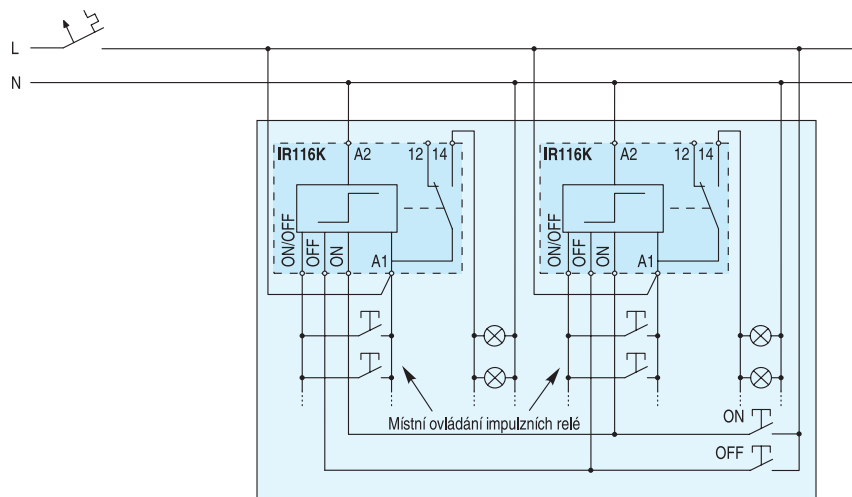 L
N
IR116K A2 12 14
IR116K A2 12 14
ON/OFF OFF ON A1
ON/OFF OFF ON A1
Místní ovládání impulzních relé
ON
OFF